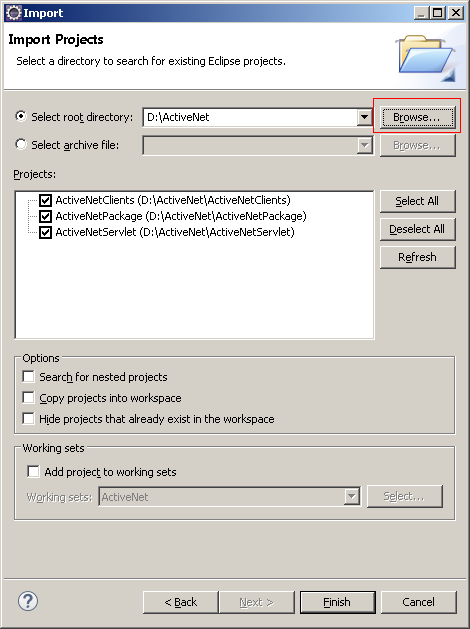 Import
Import Projects
Select a directory to search for existing Eclipse projects.
Select root directory: D:\ActiveNet Browse...
Select archive file: Browse...
Projects:
ActiveNetClients (D:\ActiveNet\ActiveNetClients)
ActiveNetPackage (D:\ActiveNet\ActiveNetPackage)
ActiveNetServlet (D:\ActiveNet\ActiveNetServlet)
Select All
Deselect All
Refresh
Options
Search for nested projects
Copy projects into workspace
Hide projects that already exist in the workspace
Working sets
Add project to working sets
Working sets: ActiveNet Select...
? < Back Next > Finish Cancel